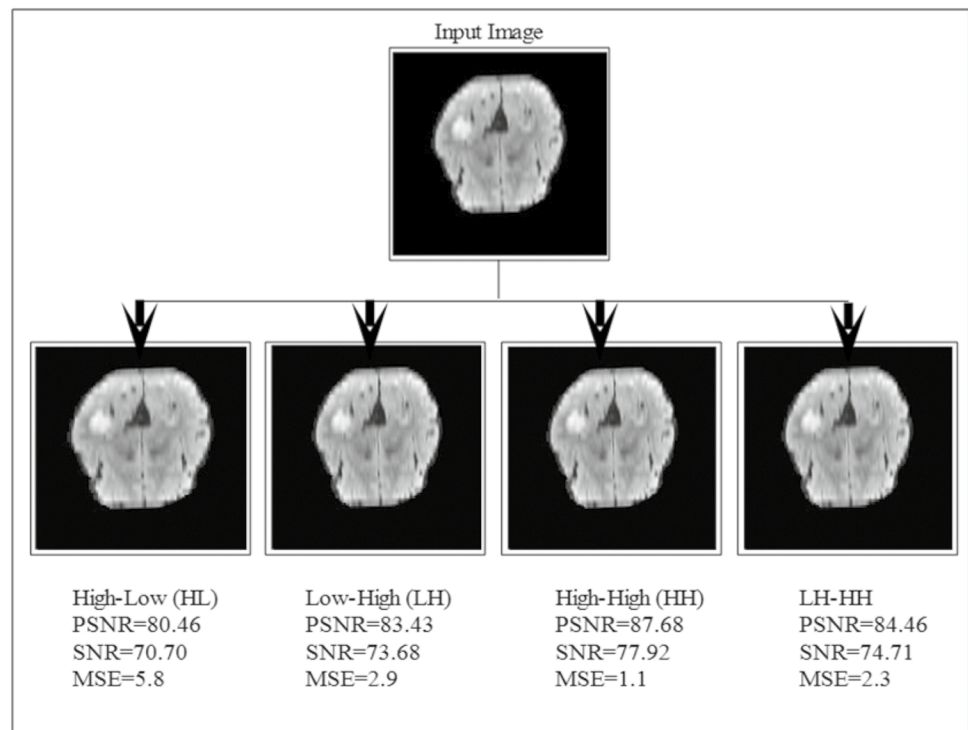 Input Image
High-Low (HL)
PSNR=80.46
SNR=70.70
MSE=5.8
Low-High (LH)
PSNR=83.43
SNR=73.68
MSE=2.9
High-High (HH)
PSNR=87.68
SNR=77.92
MSE=1.1
LH-HH
PSNR=84.46
SNR=74.71
MSE=2.3